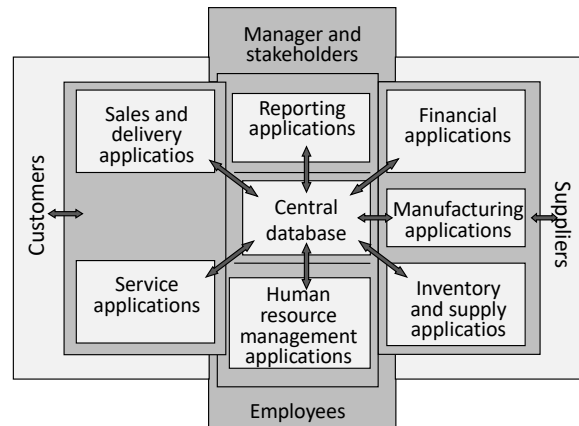 Manager and
stakeholders
Customers
Sales and
delivery
applicatios
Reporting
applications
Financial
applications
Central
database
Manufacturing
applications
Suppliers
Service
applications
Human
resource
management
applications
Inventory
and supply
applicatios
Employees